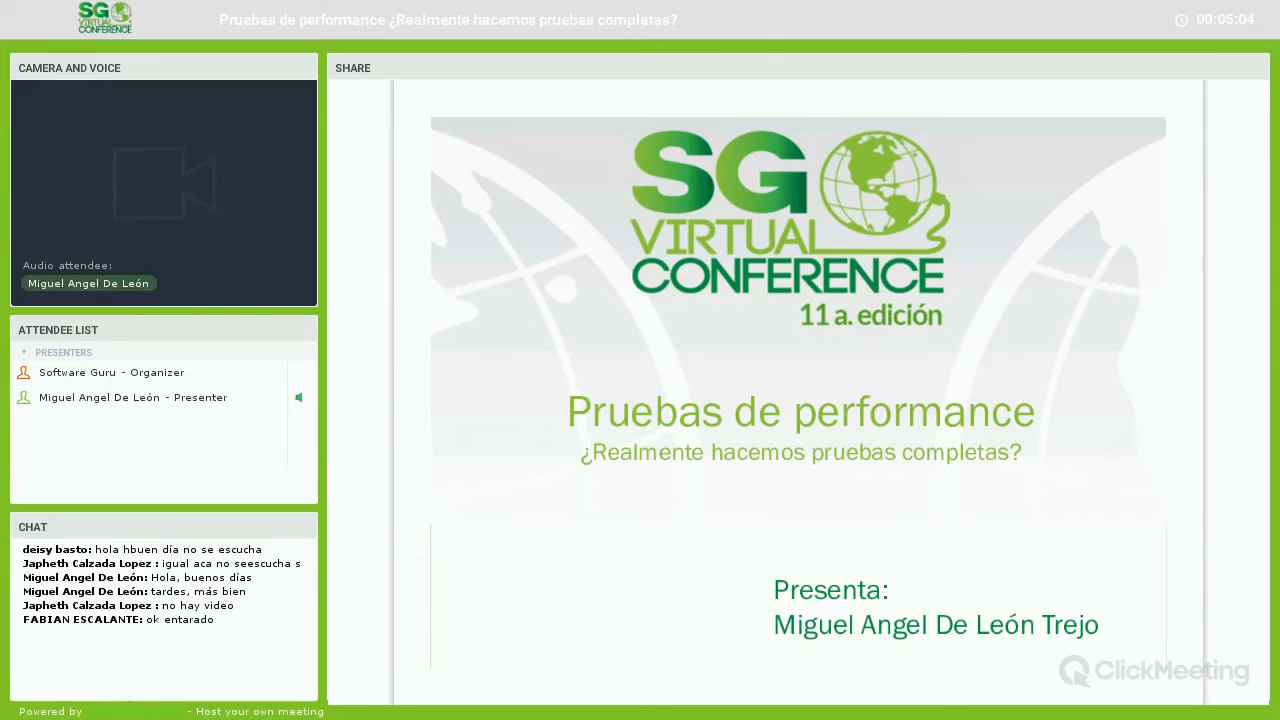 SG
VIRTUAL
CONFERENCE
Pruebas de performance ¿Realmente hacemos pruebas completas?
00:05:04
CAMERA AND VOICE
Audio attendee:
Miguel Angel De León
ATTENDEE LIST
PRESENTERS
Software Guru - Organizer
Miguel Angel De León - Presenter
CHAT
deisy basto: hola hbuen día no se escucha
Japheth Calzada Lopez : igual aca no seescucha s
Miguel Angel De León: Hola, buenos días
Miguel Angel De León: tardes, más bien
Japheth Calzada Lopez : no hay video
FABIAN ESCALANTE: ok entarado
Powered by
- Host your own meeting
SHARE
SG
VIRTUAL
CONFERENCE
11 a. edición
Pruebas de performance
¿Realmente hacemos pruebas completas?
Presenta:
Miguel Angel De León Trejo
ClickMeeting